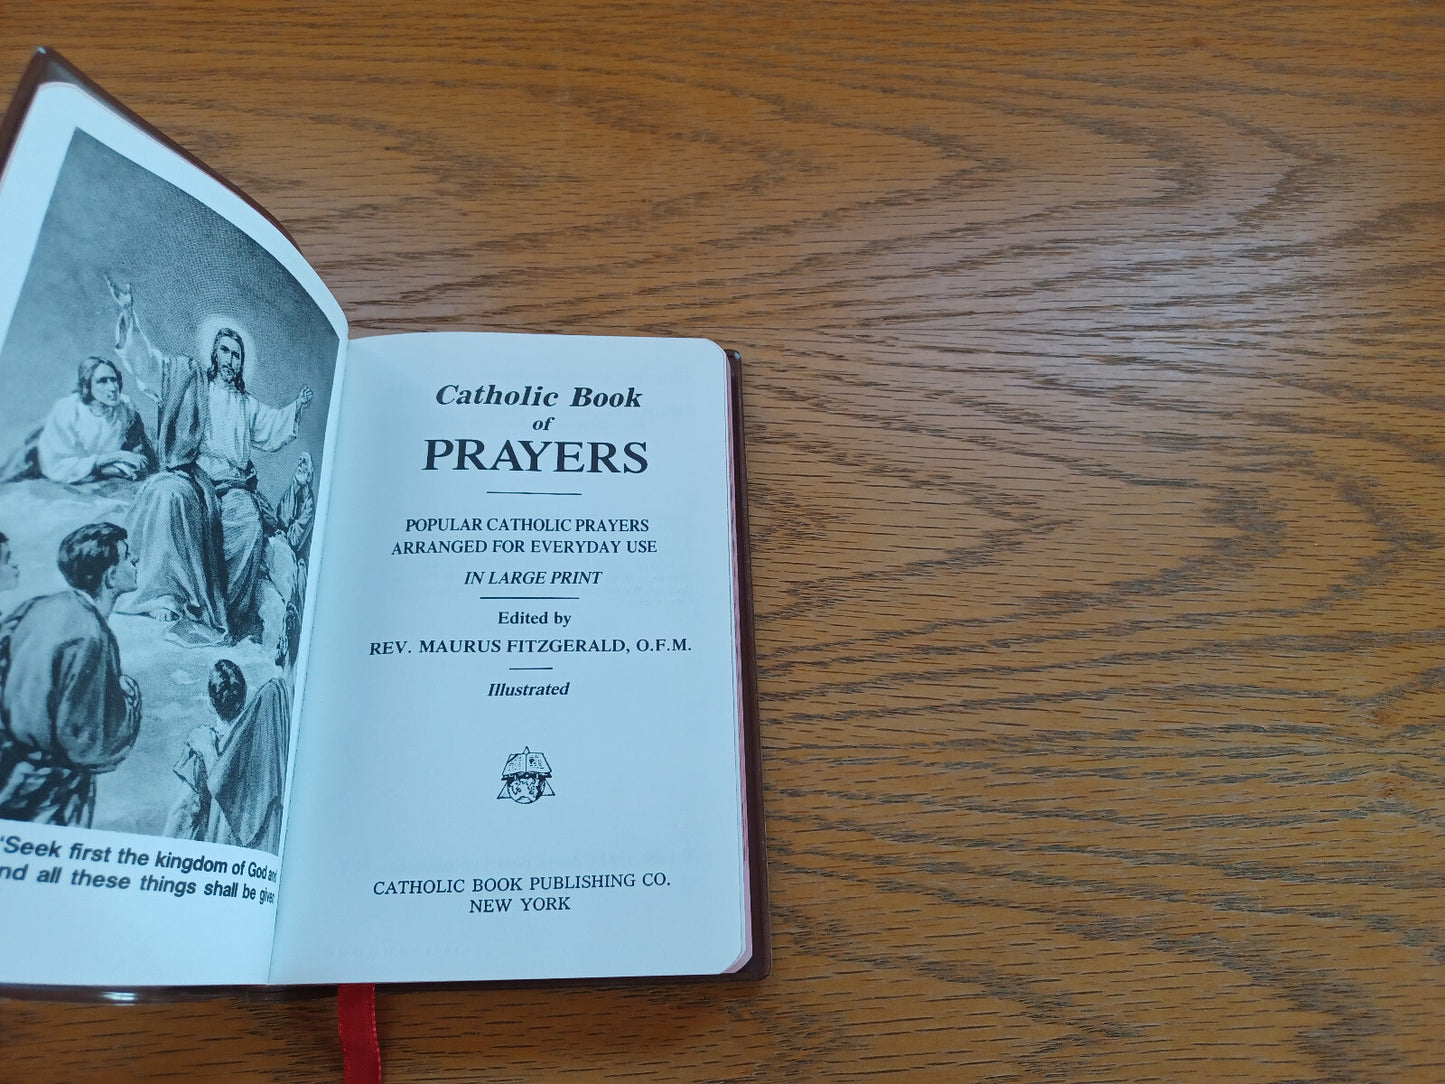 "Seek first the kingdom of God and
nd all these things shall be given
Catholic Book
of
PRAYERS
POPULAR CATHOLIC PRAYERS
ARRANGED FOR EVERYDAY USE
IN LARGE PRINT
Edited by
REV. MAURUS FITZGERALD, O.F.M.
Illustrated
CATHOLIC BOOK PUBLISHING CO.
NEW YORK